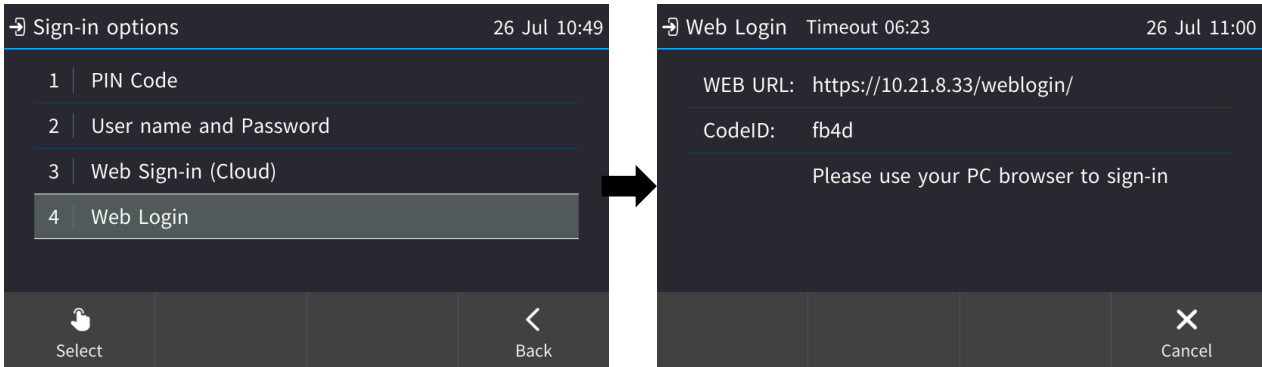 Sign-in options 26 Jul 10:49
1 PIN Code
2 User name and Password
3 Web Sign-in (Cloud)
4 Web Login
Select Back
Web Login Timeout 06:23 26 Jul 11:00
WEB URL: https://10.21.8.33/weblogin/
CodeID: fb4d
Please use your PC browser to sign-in
Cancel